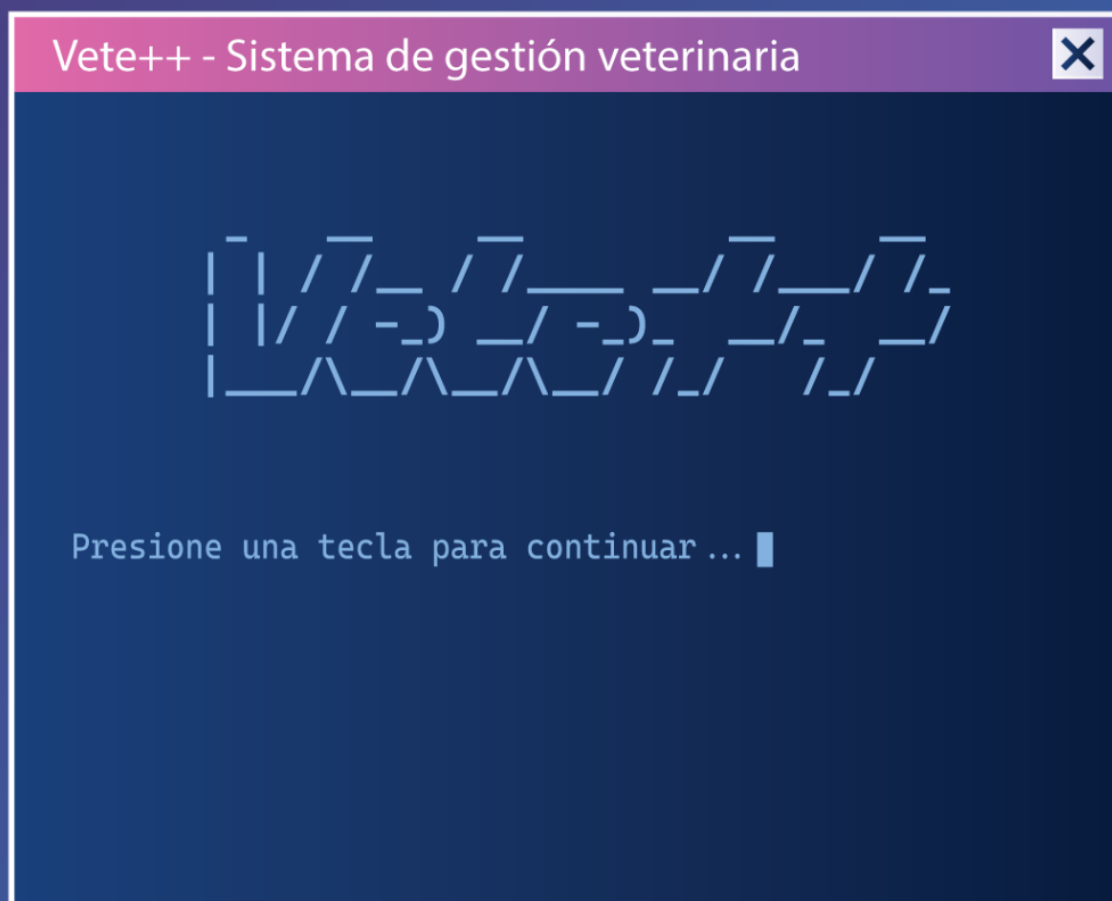 Vete++ - Sistema de gestión veterinaria
Vete++
Presione una tecla para continuar...